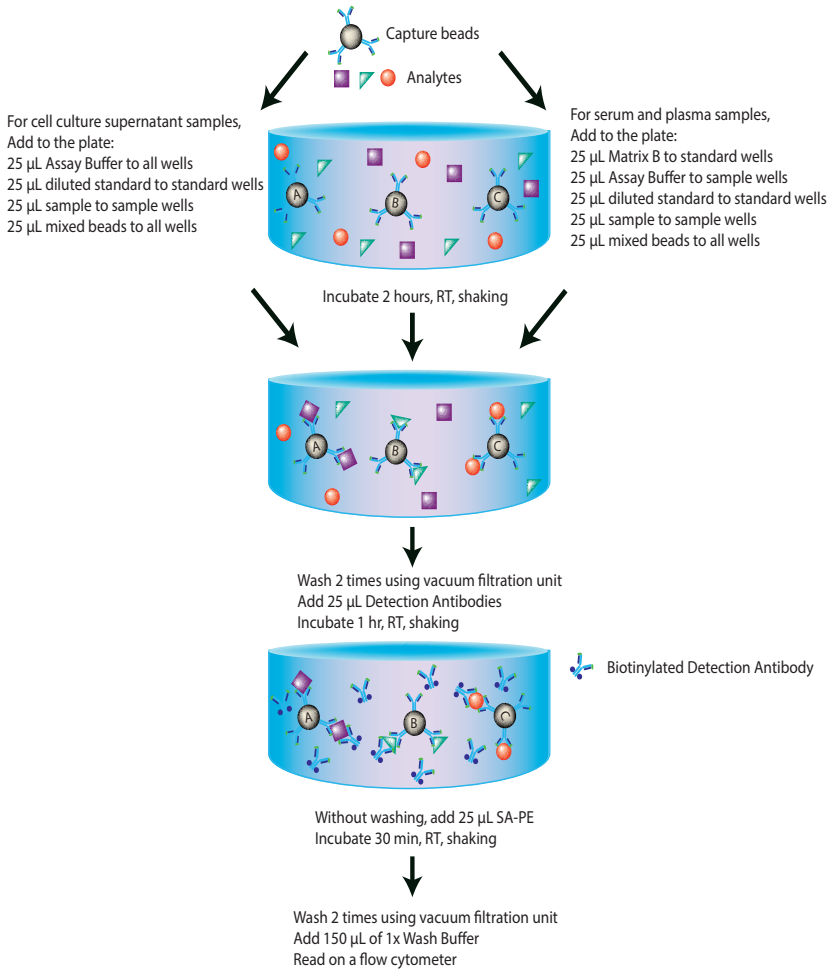 Capture beads
Analytes
For cell culture supernatant samples,
Add to the plate:
25 µL Assay Buffer to all wells
25 µL diluted standard to standard wells
25 µL sample to sample wells
25 µL mixed beads to all wells
For serum and plasma samples,
Add to the plate:
25 µL Matrix B to standard wells
25 µL Assay Buffer to sample wells
25 µL diluted standard to standard wells
25 µL sample to sample wells
25 µL mixed beads to all wells
A
B
C
Incubate 2 hours, RT, shaking
A
B
C
Wash 2 times using vacuum filtration unit
Add 25 µL Detection Antibodies
Incubate 1 hr, RT, shaking
Biotinylated Detection Antibody
A
B
C
Without washing, add 25 µL SA-PE
Incubate 30 min, RT, shaking
Wash 2 times using vacuum filtration unit
Add 150 µL of 1x Wash Buffer
Read on a flow cytometer